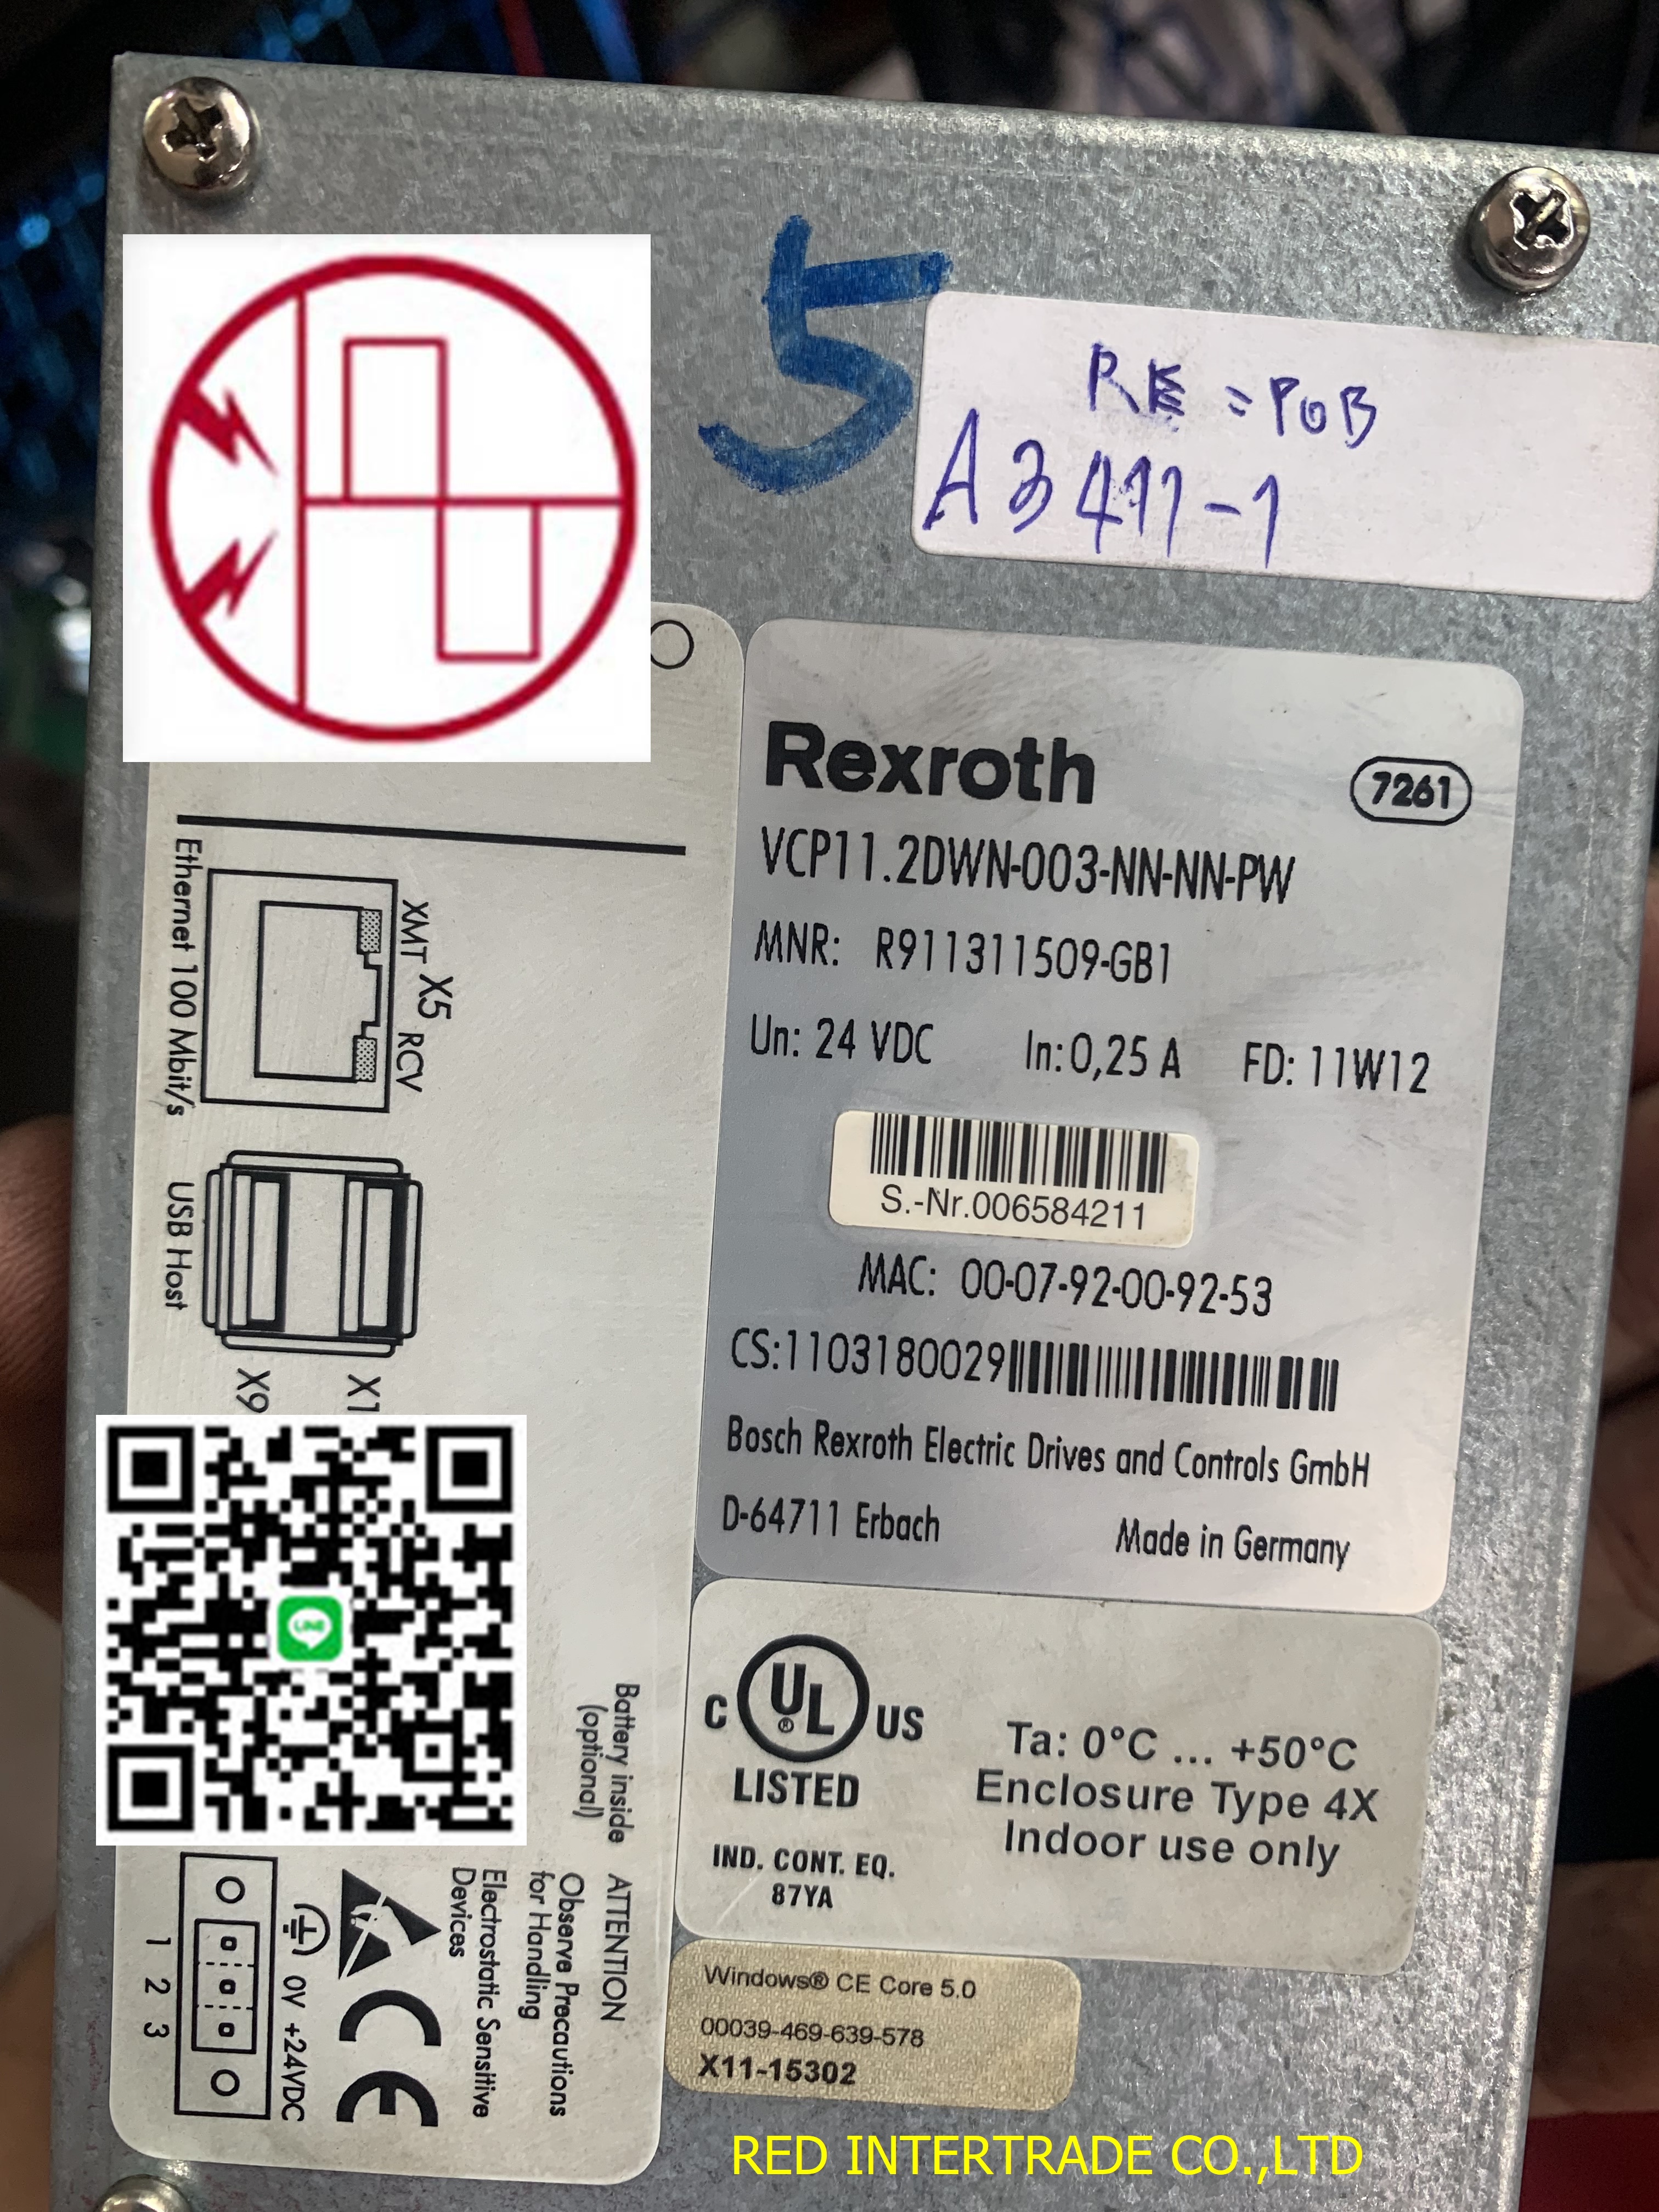 5
RE = POB
A3411-1
Rexroth
7261
VCP11.2DWN-003-NN-NN-PW
MNR: R911311509-GB1
Un: 24 VDC In: 0,25 A FD: 11W12
S.-Nr.006584211
MAC: 00-07-92-00-92-53
CS:1103180029
Bosch Rexroth Electric Drives and Controls GmbH
D-64711 Erbach Made in Germany
C UL US
LISTED
IND. CONT. EQ.
87YA
Ta: 0°C ... +50°C
Enclosure Type 4X
Indoor use only
Windows® CE Core 5.0
00039-469-639-578
X11-15302
XMT X5 RCV
Ethernet 100 Mbit/s
USB Host
X9
X1
LINE
Battery inside
(optional)
ATTENTION
Observe Precautions
for Handling
Electrostatic Sensitive
Devices
CE
0V +24VDC
1 2 3
RED INTERTRADE CO.,LTD